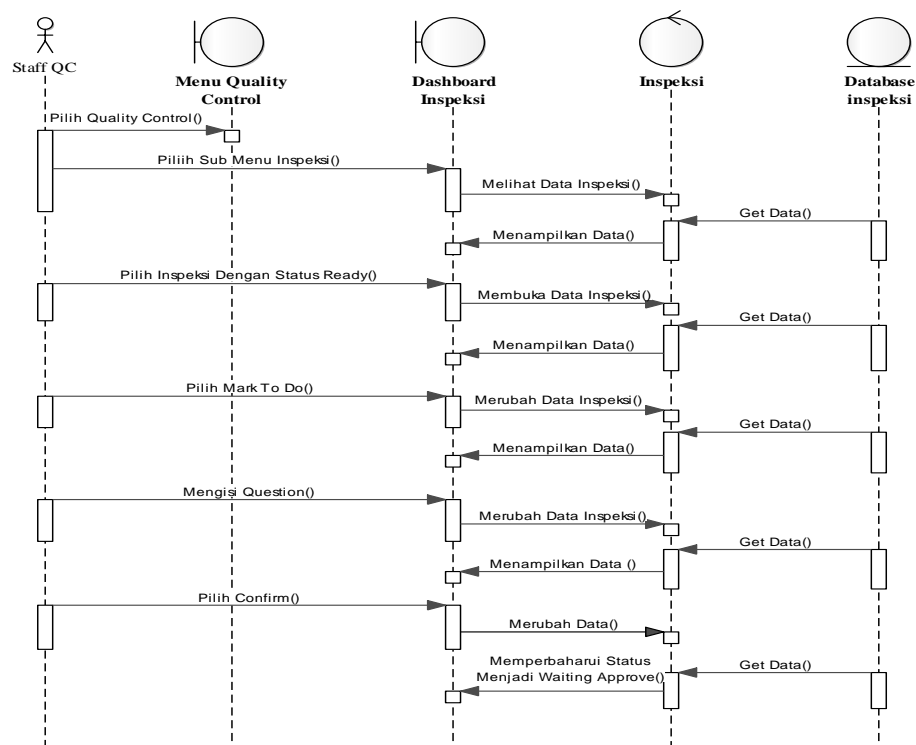 Staff QC
Menu Quality
Control
Dashboard
Inspeksi
Inspeksi
Database
inspeksi
Pilih Quality Control()
Piliih Sub Menu Inspeksi()
Melihat Data Inspeksi()
Get Data()
Menampilkan Data()
Pilih Inspeksi Dengan Status Ready()
Membuka Data Inspeksi()
Get Data()
Menampilkan Data()
Pilih Mark To Do()
Merubah Data Inspeksi()
Get Data()
Menampilkan Data()
Mengisi Question()
Merubah Data Inspeksi()
Get Data()
Menampilkan Data ()
Pilih Confirm()
Merubah Data()
Memperbaharui Status
Menjadi Waiting Approve()
Get Data()